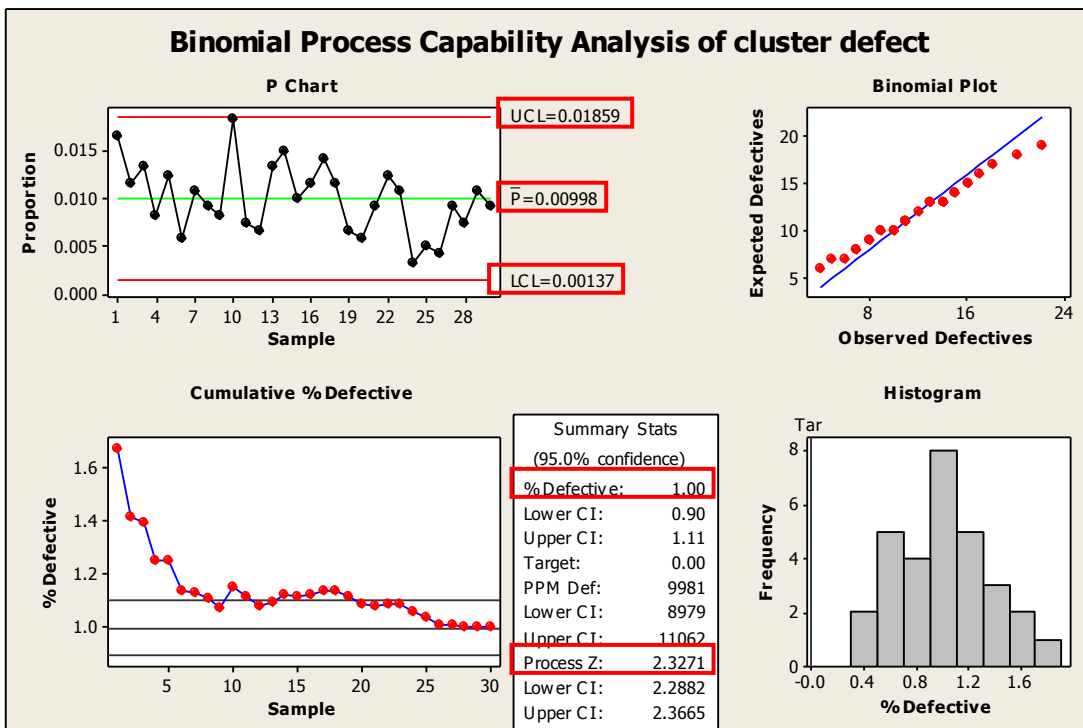 Binomial Process Capability Analysis of cluster defect
P Chart
UCL=0.01859
P̄=0.00998
LCL=0.00137
Proportion
0.015
0.010
0.005
0.000
1 4 7 10 13 16 19 22 25 28
Sample
Binomial Plot
Expected Defectives
20
15
10
5
8 16 24
Observed Defectives
Cumulative %Defective
%Defective
1.6
1.4
1.2
1.0
5 10 15 20 25 30
Sample
Summary Stats
(95.0% confidence)
%Defective: 1.00
Lower CI: 0.90
Upper CI: 1.11
Target: 0.00
PPM Def: 9981
Lower CI: 8979
Upper CI: 11062
Process Z: 2.3271
Lower CI: 2.2882
Upper CI: 2.3665
Histogram
Tar
Frequency
8
6
4
2
0
-0.0 0.4 0.8 1.2 1.6
%Defective